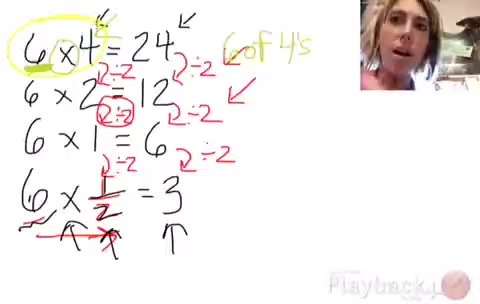 6 x 4 = 24 6 of 4's
÷2 ÷2
6 x 2 = 12
÷2 ÷2
6 x 1 = 6
÷2 ÷2
6 x 1/2 = 3
Playback